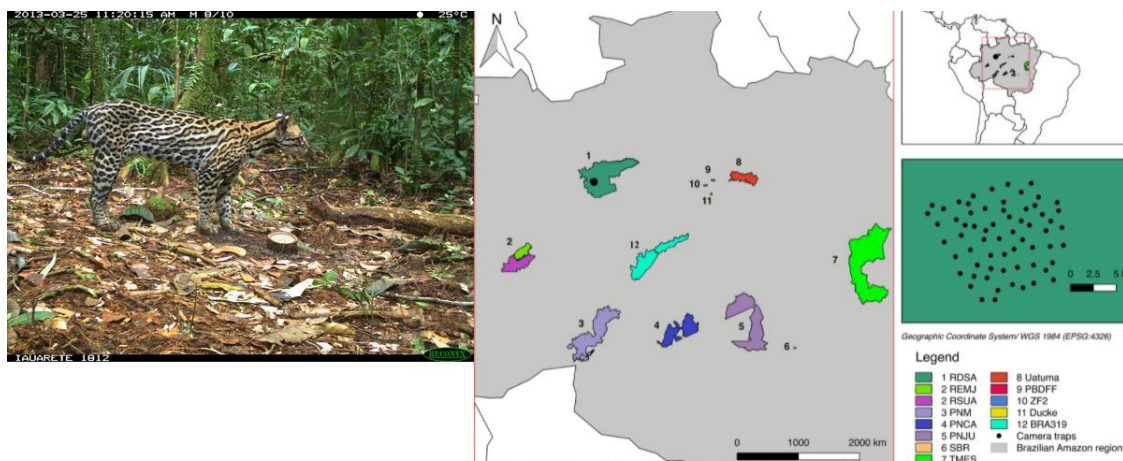 2013-03-25 11:20:15 AM M 8/10 25°C
IAUARETE 1812
RECONYX
N
1
2
3
4
5
6
7
8
9
10
11
12
0 1000 2000 km
0 2.5 5
Geographic Coordinate System/ WGS 1984 (EPSG:4326)
Legend
1 RDSA
2 REMJ
2 RSUA
3 PNM
4 PNCA
5 PNJU
6 SBR
7 TMES
8 Uatuma
9 PBDFF
10 ZF2
11 Ducke
12 BRA319
Camera traps
Brazilian Amazon region